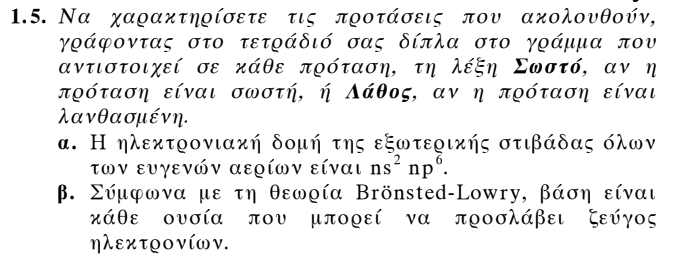 1.5. Να χαρακτηρίσετε τις προτάσεις που ακολουθούν,
γράφοντας στο τετράδιό σας δίπλα στο γράμμα που
αντιστοιχεί σε κάθε πρόταση, τη λέξη Σωστό, αν η
πρόταση είναι σωστή, ή Λάθος, αν η πρόταση είναι
λανθασμένη.
α. Η ηλεκτρονιακή δομή της εξωτερικής στιβάδας όλων
των ευγενών αερίων είναι ns² np⁶.
β. Σύμφωνα με τη θεωρία Brönsted-Lowry, βάση είναι
κάθε ουσία που μπορεί να προσλάβει ζεύγος
ηλεκτρονίων.